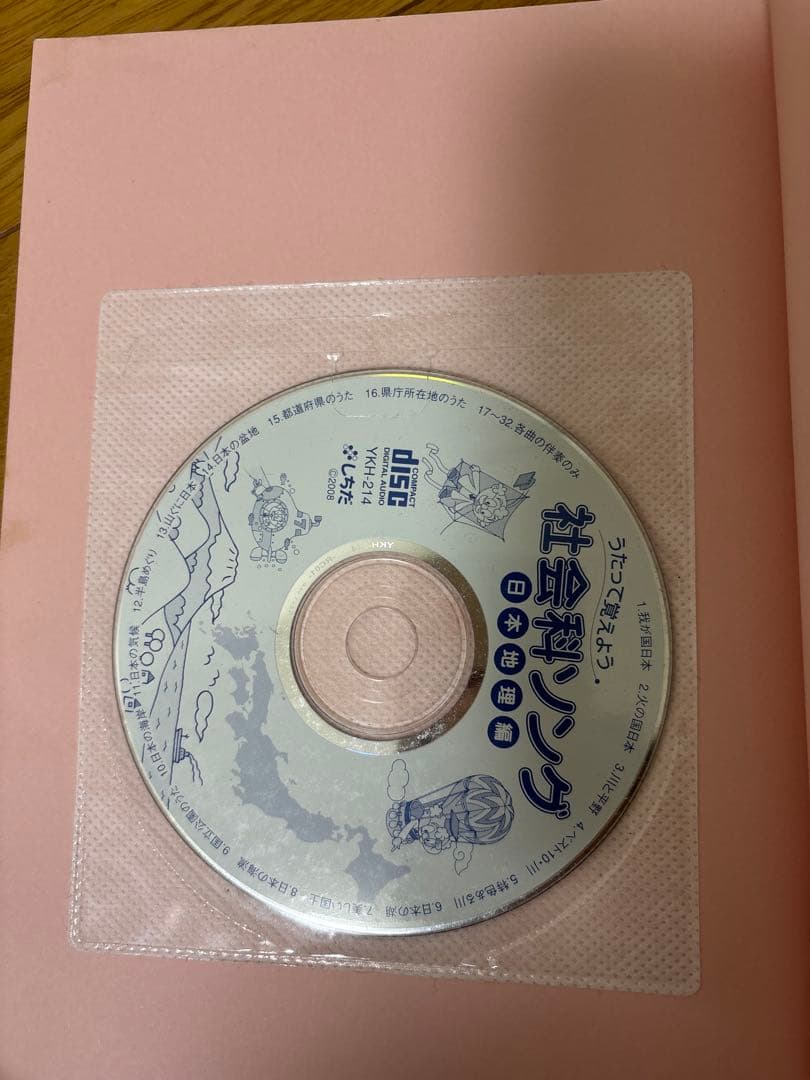 うたって覚えよう
社会科ソング
日本地理編
COMPACT
disc
DIGITAL AUDIO
YKH-214
しちだ
©2008
1.我が国日本
2.火の国日本
3.川と平野
4.ベスト10・川
5.特色ある川
6.日本の湖
7.美しい国土
8.日本の海流
9.国立公園のうた
10.日本の海岸
11.日本の気候
12.半島めぐり
13.山ぐに日本
14.日本の盆地
15.都道府県のうた
16.県庁所在地のうた
17〜32.各曲の伴奏のみ